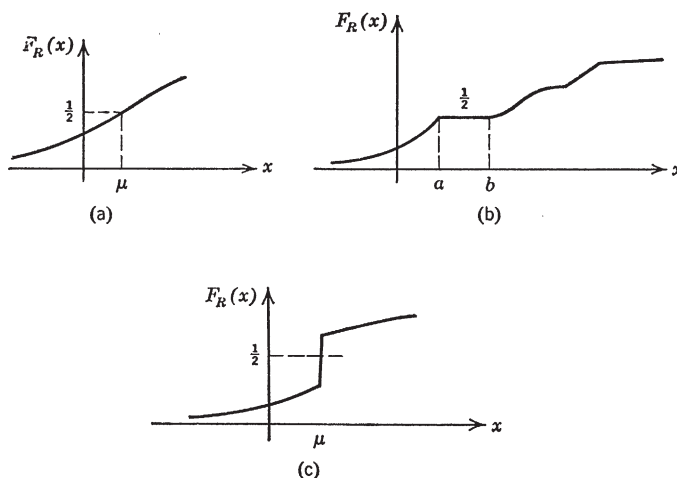 F_R(x)
F_R(x)
1/2
1/2
x
x
μ
a
b
(a)
(b)
F_R(x)
1/2
x
μ
(c)